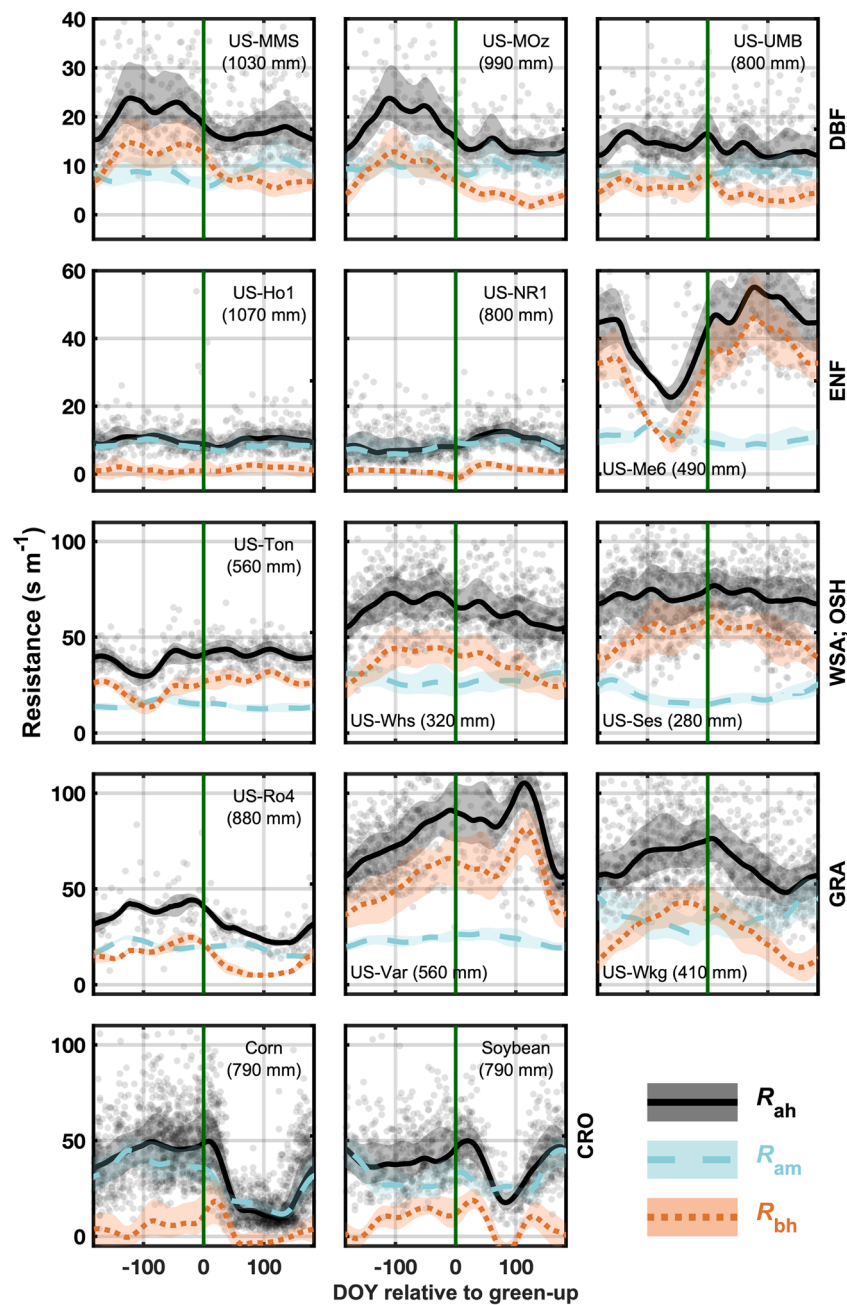 40
30
20
10
0
US-MMS
(1030 mm)
US-MOz
(990 mm)
US-UMB
(800 mm)
DBF
60
40
20
0
US-Ho1
(1070 mm)
US-NR1
(800 mm)
US-Me6 (490 mm)
ENF
Resistance (s m-1)
100
50
0
US-Ton
(560 mm)
US-Whs (320 mm)
US-Ses (280 mm)
WSA; OSH
100
50
0
US-Ro4
(880 mm)
US-Var (560 mm)
US-Wkg (410 mm)
GRA
100
50
0
Corn
(790 mm)
Soybean
(790 mm)
CRO
Rah
Ram
Rbh
-100 0 100
-100 0 100
DOY relative to green-up